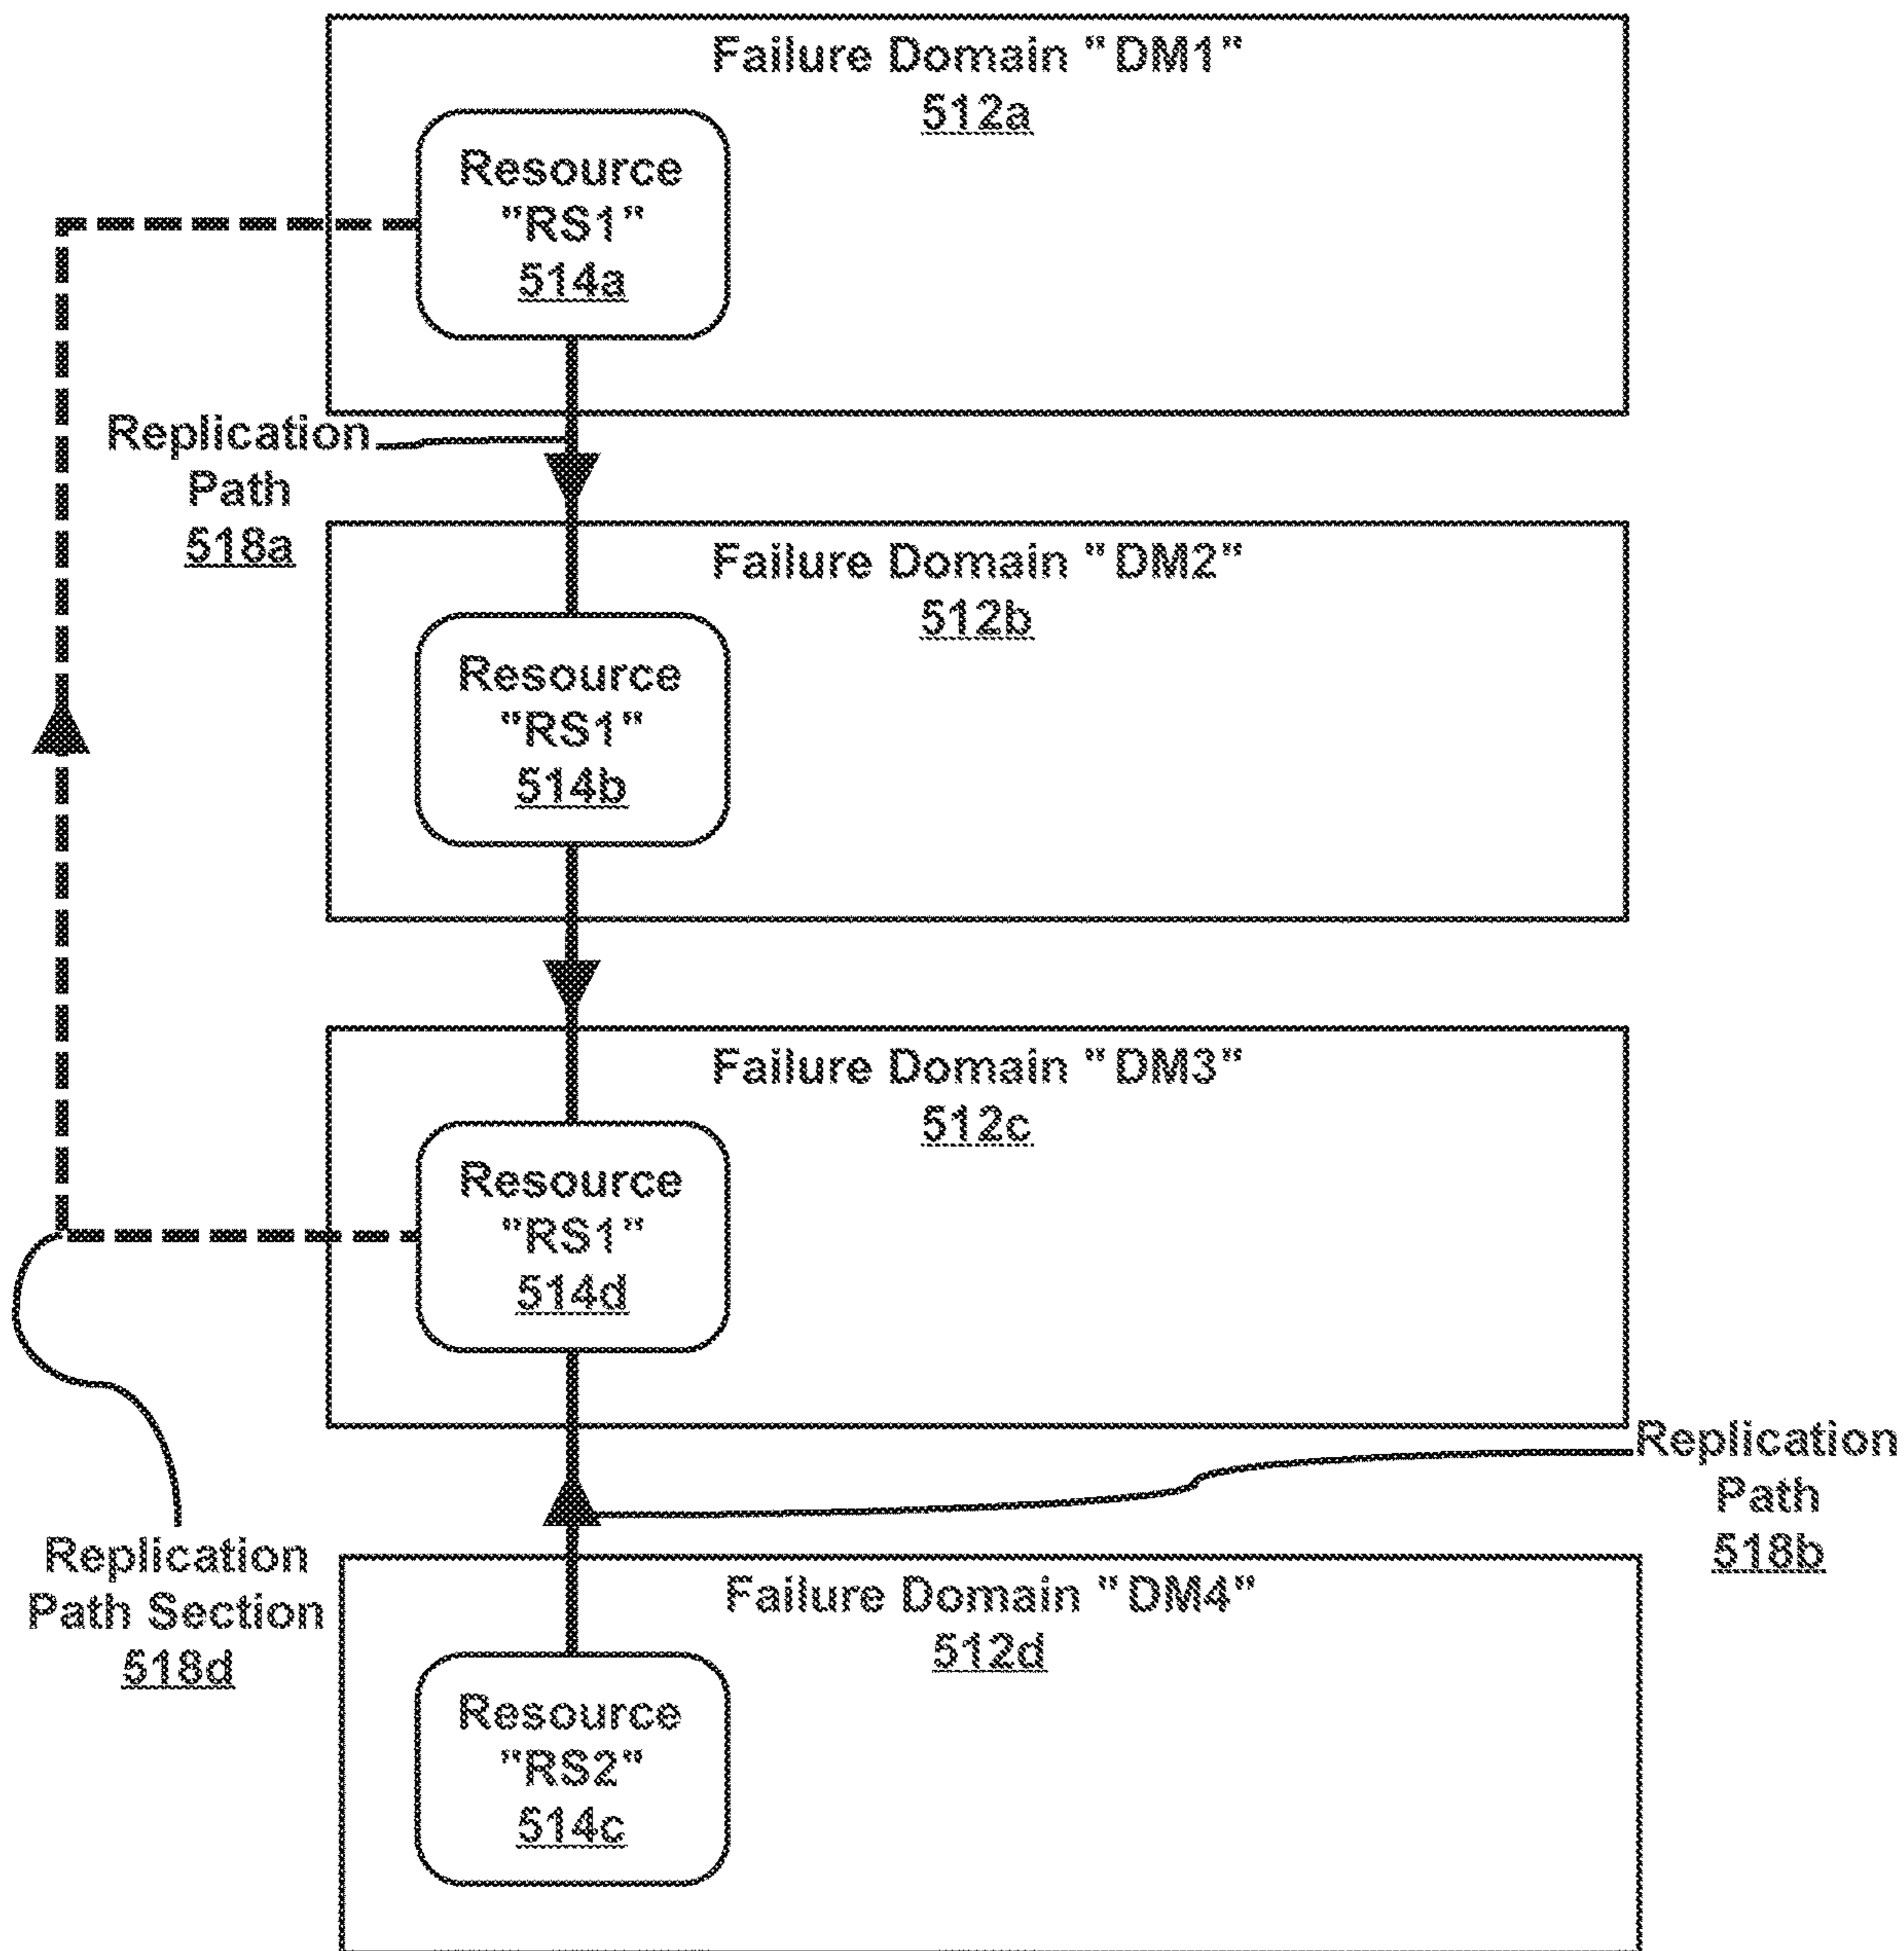 Failure Domain "DM1"
512a
Resource
"RS1"
514a
Replication
Path
518a
Failure Domain "DM2"
512b
Resource
"RS1"
514b
Failure Domain "DM3"
512c
Resource
"RS1"
514d
Replication
Path
518b
Replication
Path Section
518d
Failure Domain "DM4"
512d
Resource
"RS2"
514c